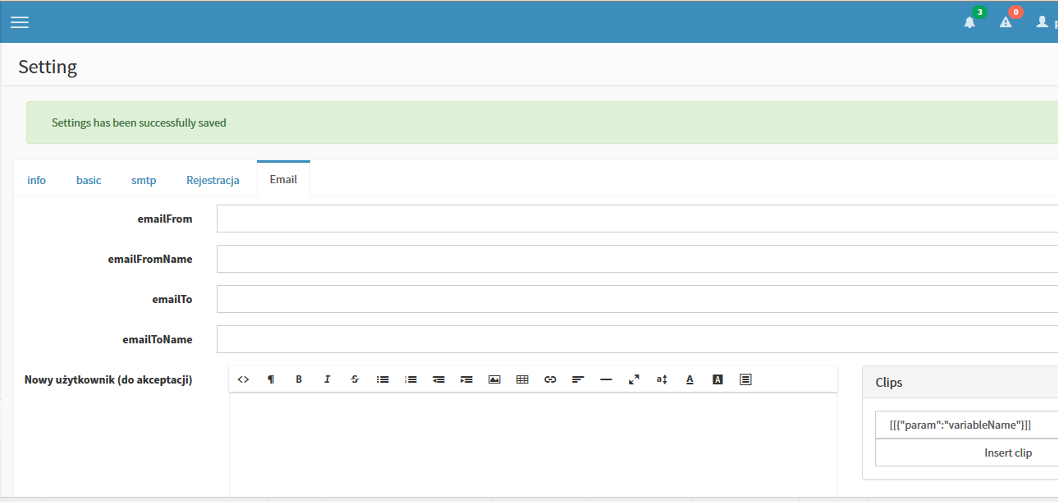 3
0
Setting
Settings has been successfully saved
info basic smtp Rejestracja Email
emailFrom
emailFromName
emailTo
emailToName
Nowy użytkownik (do akceptacji)
Clips
[[{"param":"variableName"}]]
Insert clip